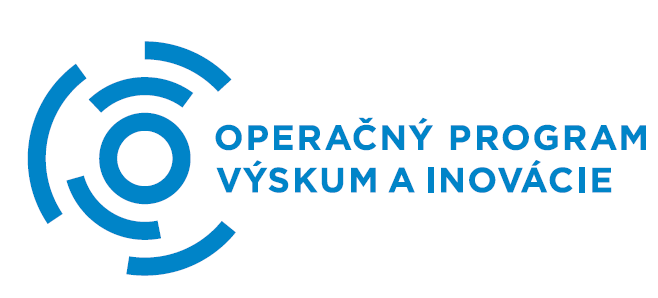 OPERAČNÝ PROGRAM
VÝSKUM A INOVÁCIE